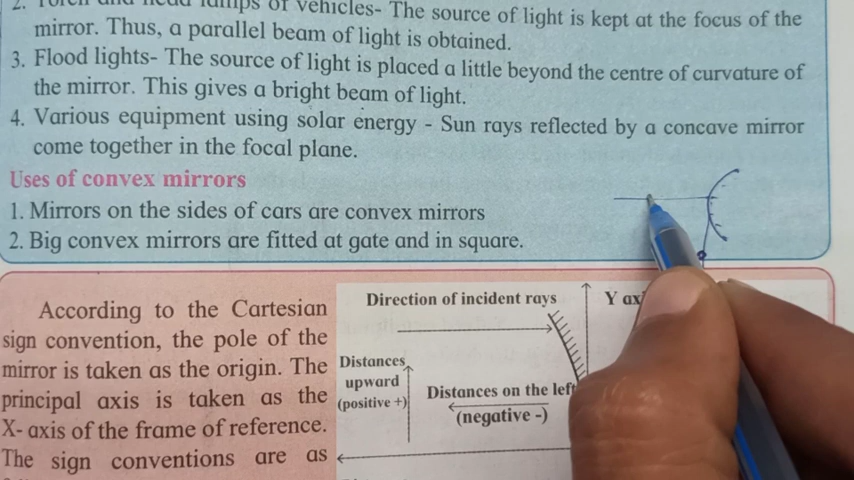 2. Torch and head lamps of vehicles- The source of light is kept at the focus of the
mirror. Thus, a parallel beam of light is obtained.
3. Flood lights- The source of light is placed a little beyond the centre of curvature of
the mirror. This gives a bright beam of light.
4. Various equipment using solar energy - Sun rays reflected by a concave mirror
come together in the focal plane.
Uses of convex mirrors
1. Mirrors on the sides of cars are convex mirrors
2. Big convex mirrors are fitted at gate and in square.
According to the Cartesian
sign convention, the pole of the
mirror is taken as the origin. The
principal axis is taken as the
X- axis of the frame of reference.
The sign conventions are as
Direction of incident rays
Y axi
Distances
upward
(positive +)
Distances on the left
(negative -)